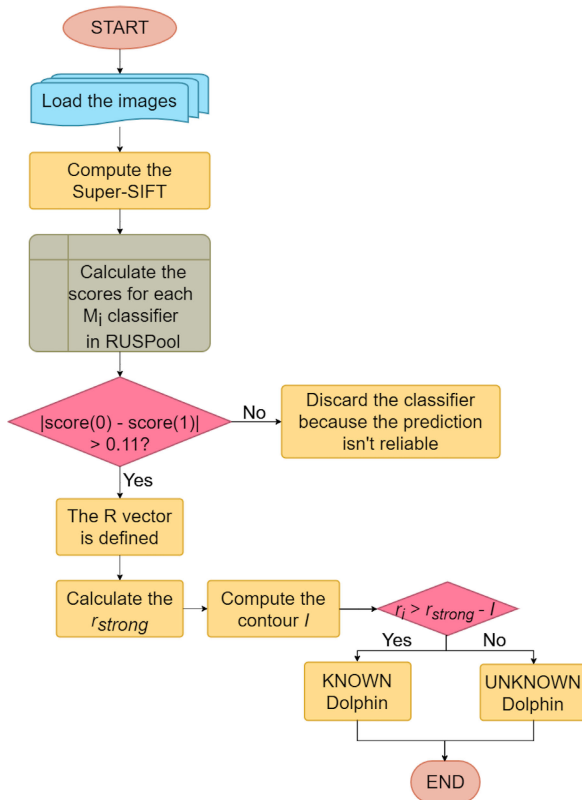 START
Load the images
Compute the
Super-SIFT
Calculate the
scores for each
Mi classifier
in RUSPool
|score(0) - score(1)|
> 0.11?
No
Discard the classifier
because the prediction
isn't reliable
Yes
The R vector
is defined
Calculate the
rstrong
Compute the
contour I
ri > rstrong - I
Yes
No
KNOWN
Dolphin
UNKNOWN
Dolphin
END